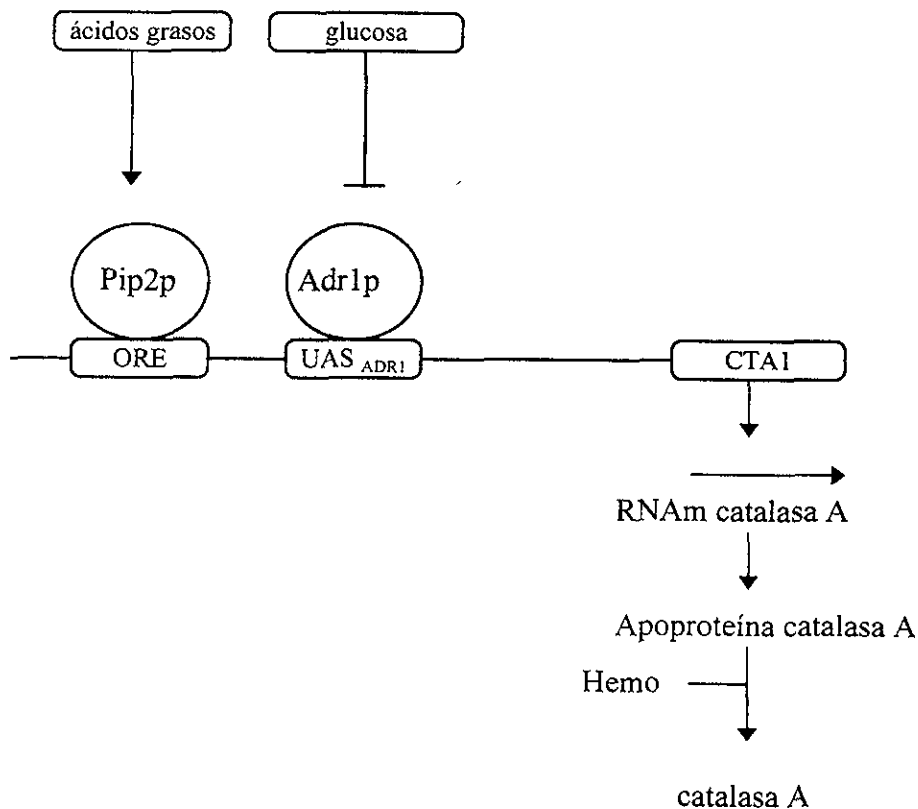 ácidos grasos
glucosa
Pip2p
Adr1p
ORE
UAS ADR1
CTA1
RNAm catalasa A
Apoproteína catalasa A
Hemo
catalasa A